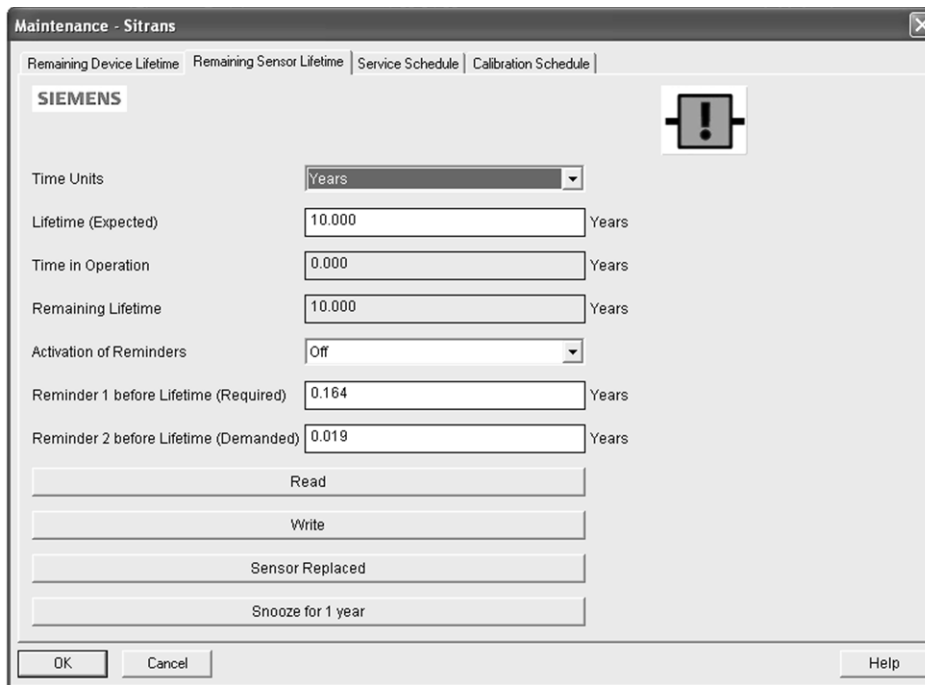 Maintenance - Sitrans
Remaining Device Lifetime Remaining Sensor Lifetime Service Schedule Calibration Schedule
SIEMENS
!
Time Units Years
Lifetime (Expected) 10.000 Years
Time in Operation 0.000 Years
Remaining Lifetime 10.000 Years
Activation of Reminders Off
Reminder 1 before Lifetime (Required) 0.164 Years
Reminder 2 before Lifetime (Demanded) 0.019 Years
Read
Write
Sensor Replaced
Snooze for 1 year
OK Cancel Help